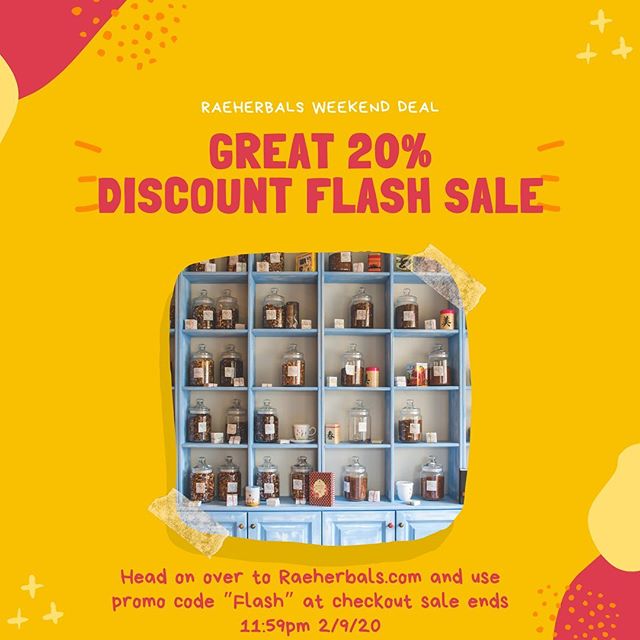 RAEHERBALS WEEKEND DEAL
GREAT 20%
DISCOUNT FLASH SALE
Head on over to Raeherbals.com and use
promo code "Flash" at checkout sale ends
11:59pm 2/9/20